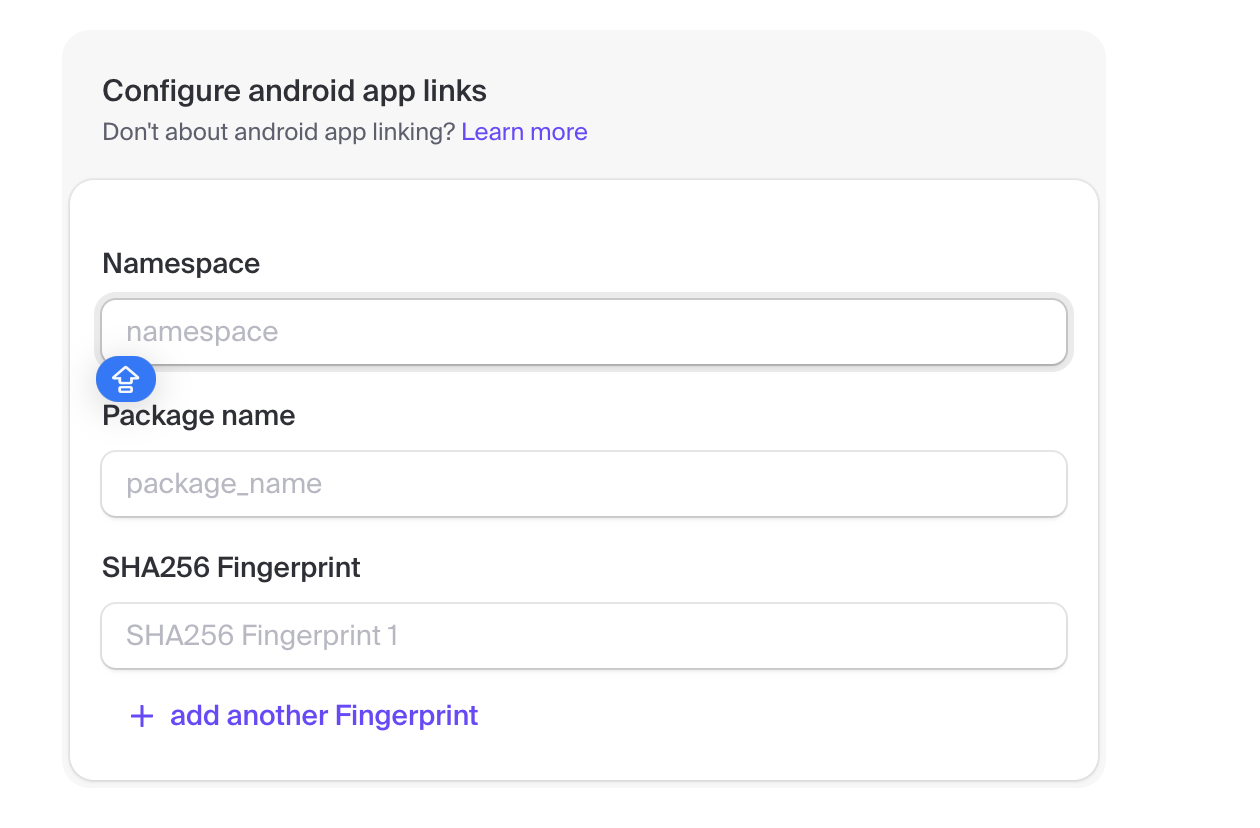 Configure android app links
Don't about android app linking? Learn more
Namespace
namespace
Package name
package_name
SHA256 Fingerprint
SHA256 Fingerprint 1
+ add another Fingerprint